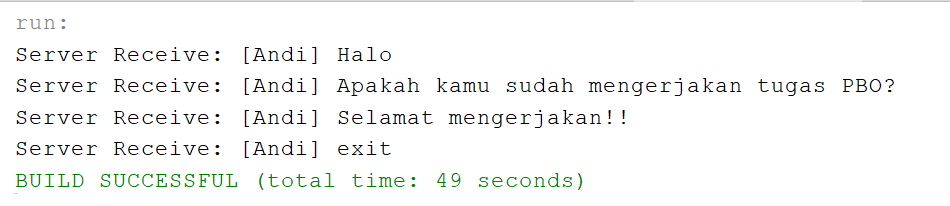 run:
Server Receive: [Andi] Halo
Server Receive: [Andi] Apakah kamu sudah mengerjakan tugas PBO?
Server Receive: [Andi] Selamat mengerjakan!!
Server Receive: [Andi] exit
BUILD SUCCESSFUL (total time: 49 seconds)